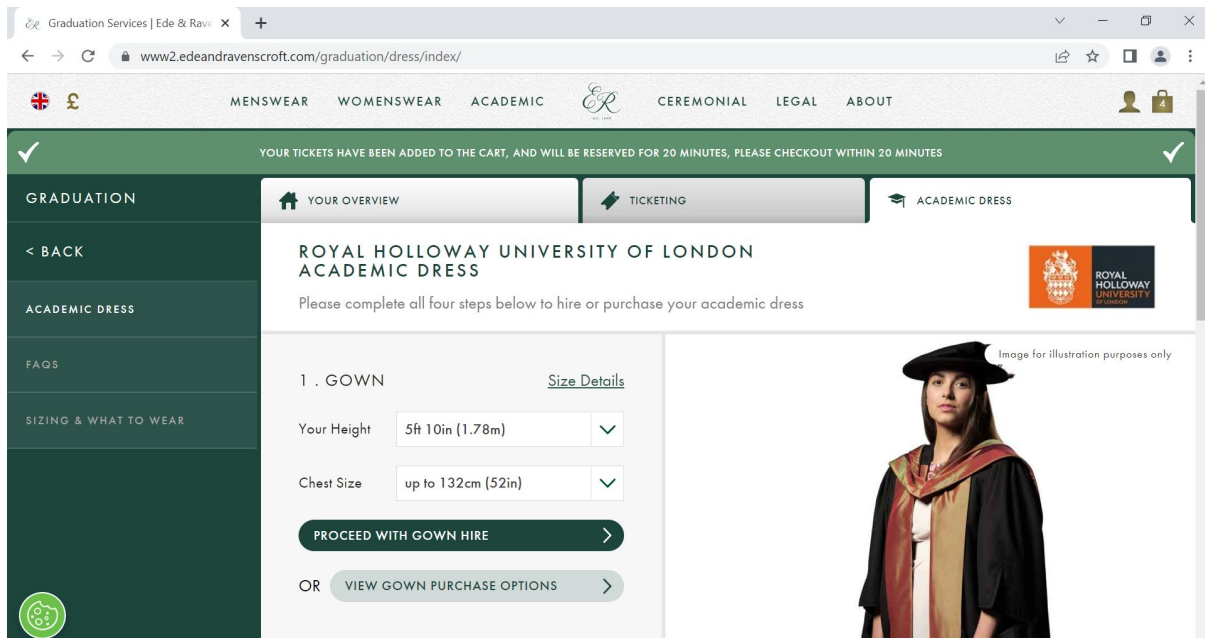 Graduation Services | Ede & Rave
www2.edeandravenscroft.com/graduation/dress/index/
£
MENSWEAR WOMENSWEAR ACADEMIC ER CEREMONIAL LEGAL ABOUT
4
YOUR TICKETS HAVE BEEN ADDED TO THE CART, AND WILL BE RESERVED FOR 20 MINUTES, PLEASE CHECKOUT WITHIN 20 MINUTES
GRADUATION
YOUR OVERVIEW
TICKETING
ACADEMIC DRESS
< BACK
ACADEMIC DRESS
FAQS
SIZING & WHAT TO WEAR
ROYAL HOLLOWAY UNIVERSITY OF LONDON
ACADEMIC DRESS
Please complete all four steps below to hire or purchase your academic dress
ROYAL
HOLLOWAY
UNIVERSITY
OF LONDON
1 . GOWN Size Details
Your Height 5ft 10in (1.78m)
Chest Size up to 132cm (52in)
PROCEED WITH GOWN HIRE
OR VIEW GOWN PURCHASE OPTIONS
Image for illustration purposes only